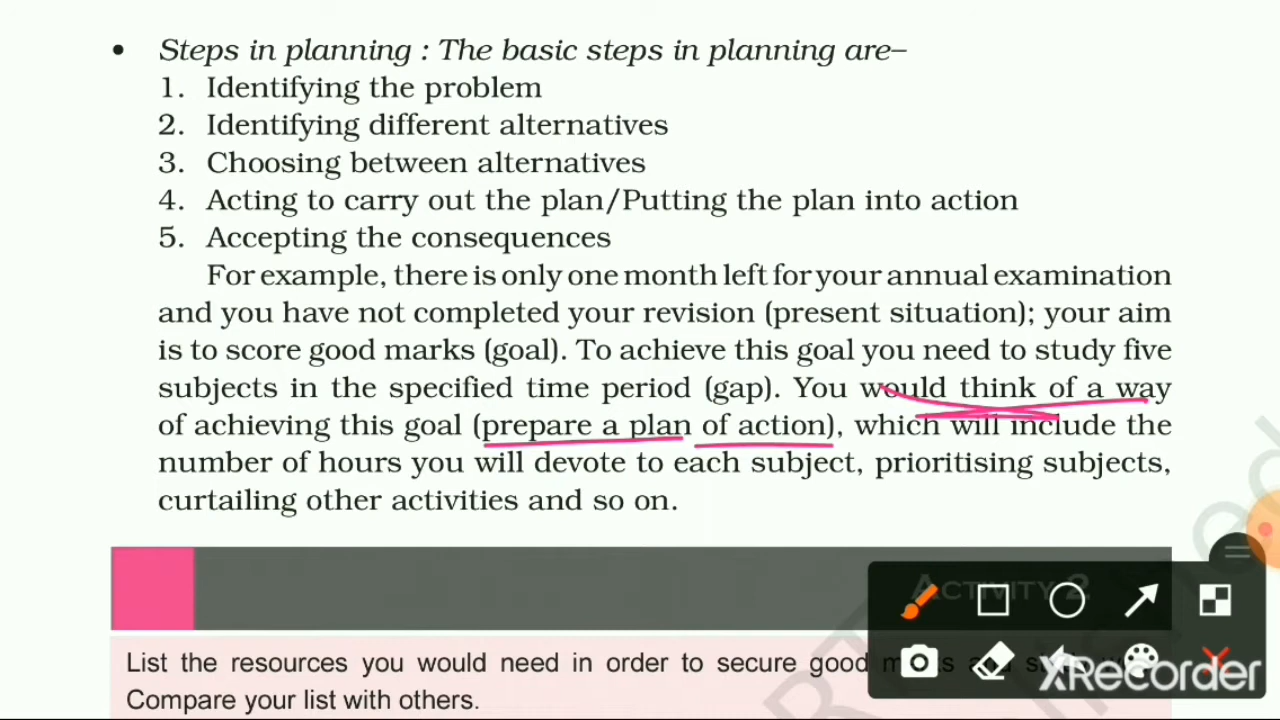 • Steps in planning : The basic steps in planning are–
1. Identifying the problem
2. Identifying different alternatives
3. Choosing between alternatives
4. Acting to carry out the plan/Putting the plan into action
5. Accepting the consequences
For example, there is only one month left for your annual examination
and you have not completed your revision (present situation); your aim
is to score good marks (goal). To achieve this goal you need to study five
subjects in the specified time period (gap). You would think of a way
of achieving this goal (prepare a plan of action), which will include the
number of hours you will devote to each subject, prioritising subjects,
curtailing other activities and so on.
ACTIVITY 2
List the resources you would need in order to secure good
Compare your list with others.
XRecorder